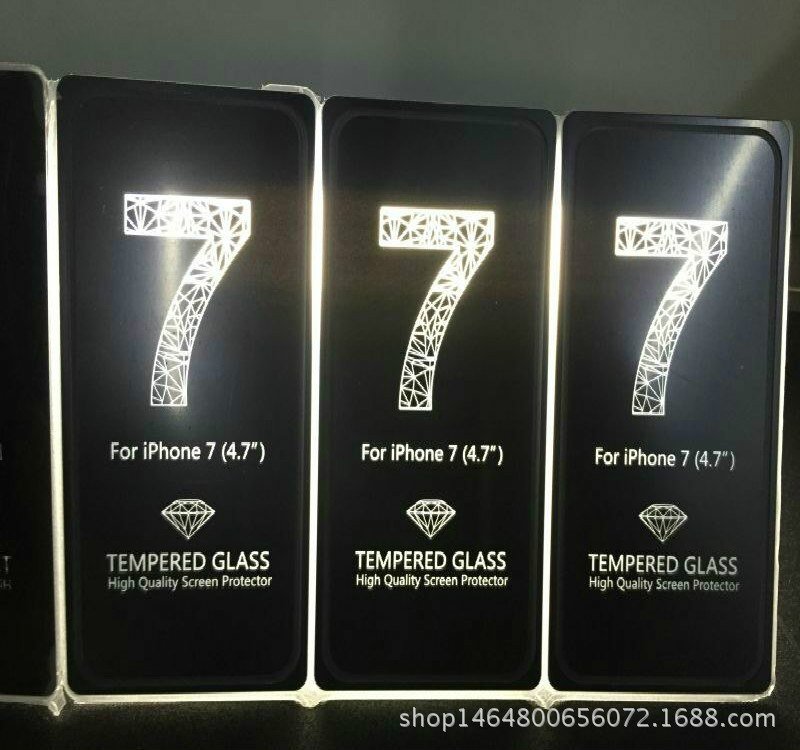 7
For iPhone 7 (4.7")
TEMPERED GLASS
High Quality Screen Protector
7
For iPhone 7 (4.7")
TEMPERED GLASS
High Quality Screen Protector
7
For iPhone 7 (4.7")
TEMPERED GLASS
High Quality Screen Protector
shop1464800656072.1688.com